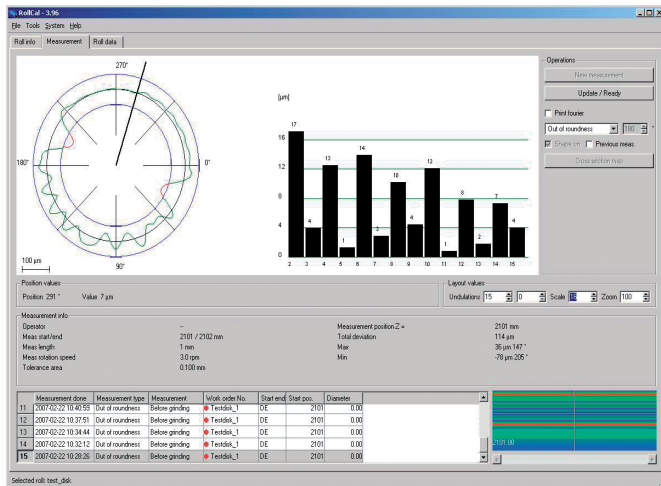 RollCal - 3.96
File Tools System Help
Roll info Measurement Roll data
270°
180°
0°
90°
100 µm
[µm]
16
12
8
4
0
17 4 13 1 14 3 10 4 12 1 8 2 7 4
2 3 4 5 6 7 8 9 10 11 12 13 14 15
Operations
New measurement
Update / Ready
Print fourier
Out of roundness 180 °
Shape on Previous meas.
Cross section map
Position values
Position 291 ° Value 7 µm
Layout values
Undulations 15 0 Scale 16 Zoom 100
Measurement info
Operator --
Meas start/end 2101 / 2102 mm
Meas length 1 mm
Meas rotation speed 3.0 rpm
Tolerance area 0.100 mm
Measurement position Z = 2101 mm
Total deviation 114 µm
Max 36 µm 147 °
Min -78 µm 205 °
Measurement done Measurement type Measurement Work order No. Start end Start pos. Diameter
11 2007-02-22 10:40:59 Out of roundness Before grinding Testdisk_1 DE 2101 0.00
12 2007-02-22 10:37:51 Out of roundness Before grinding Testdisk_1 DE 2101 0.00
13 2007-02-22 10:34:44 Out of roundness Before grinding Testdisk_1 DE 2101 0.00
14 2007-02-22 10:32:12 Out of roundness Before grinding Testdisk_1 DE 2101 0.00
15 2007-02-22 10:28:26 Out of roundness Before grinding Testdisk_1 DE 2101 0.00
2101.00
Selected roll: test_disk